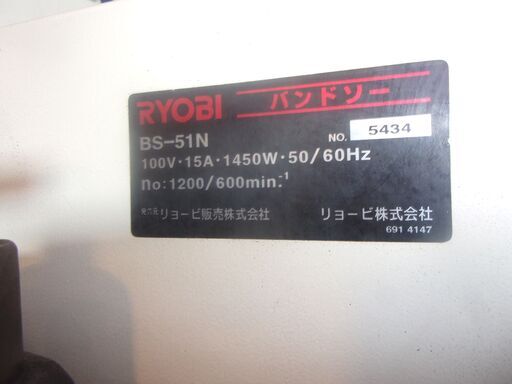 RYOBI バンドソー
BS-51N NO. 5434
100V・15A・1450W・50/60Hz
no:1200/600min.⁻¹
発売元 リョービ販売株式会社 リョービ株式会社
691 4147